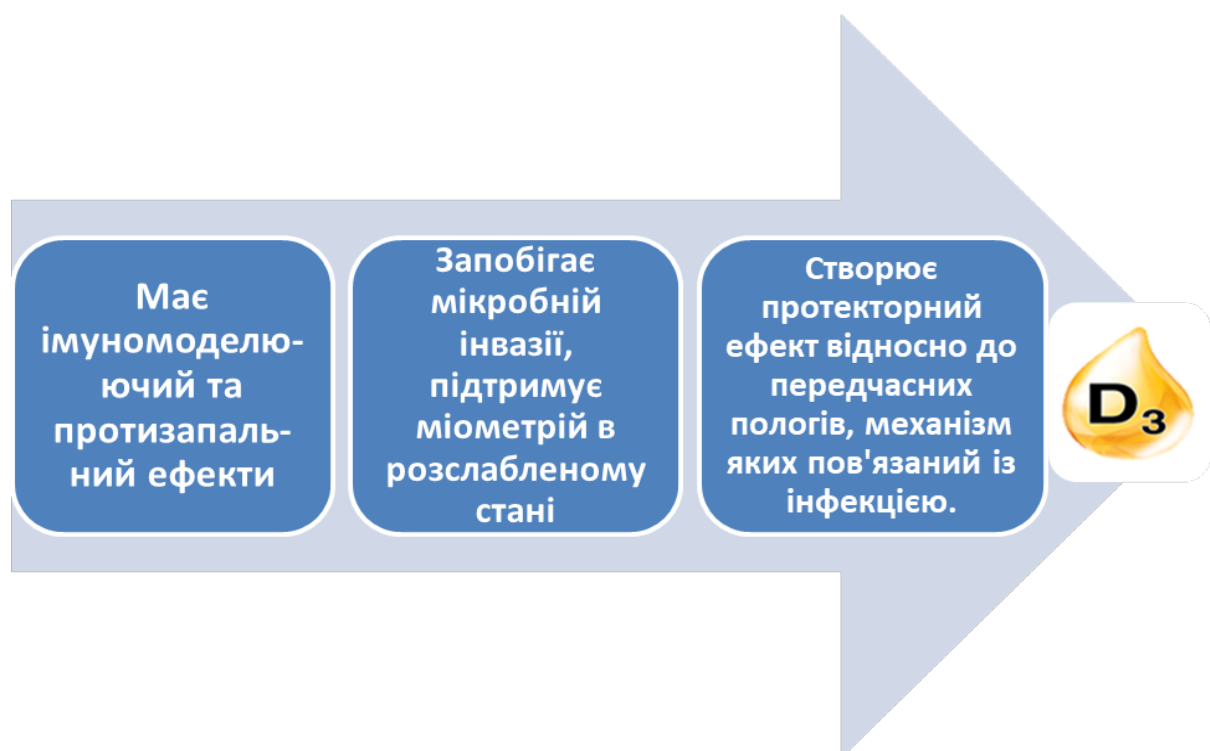 Має
імуномоделю-
ючий та
протизапаль-
ний ефекти
Запобігає
мікробній
інвазії,
підтримує
міометрій в
розслабленому
стані
Створює
протекторний
ефект відносно до
передчасних
пологів, механізм
яких пов'язаний із
інфекцією.
D₃